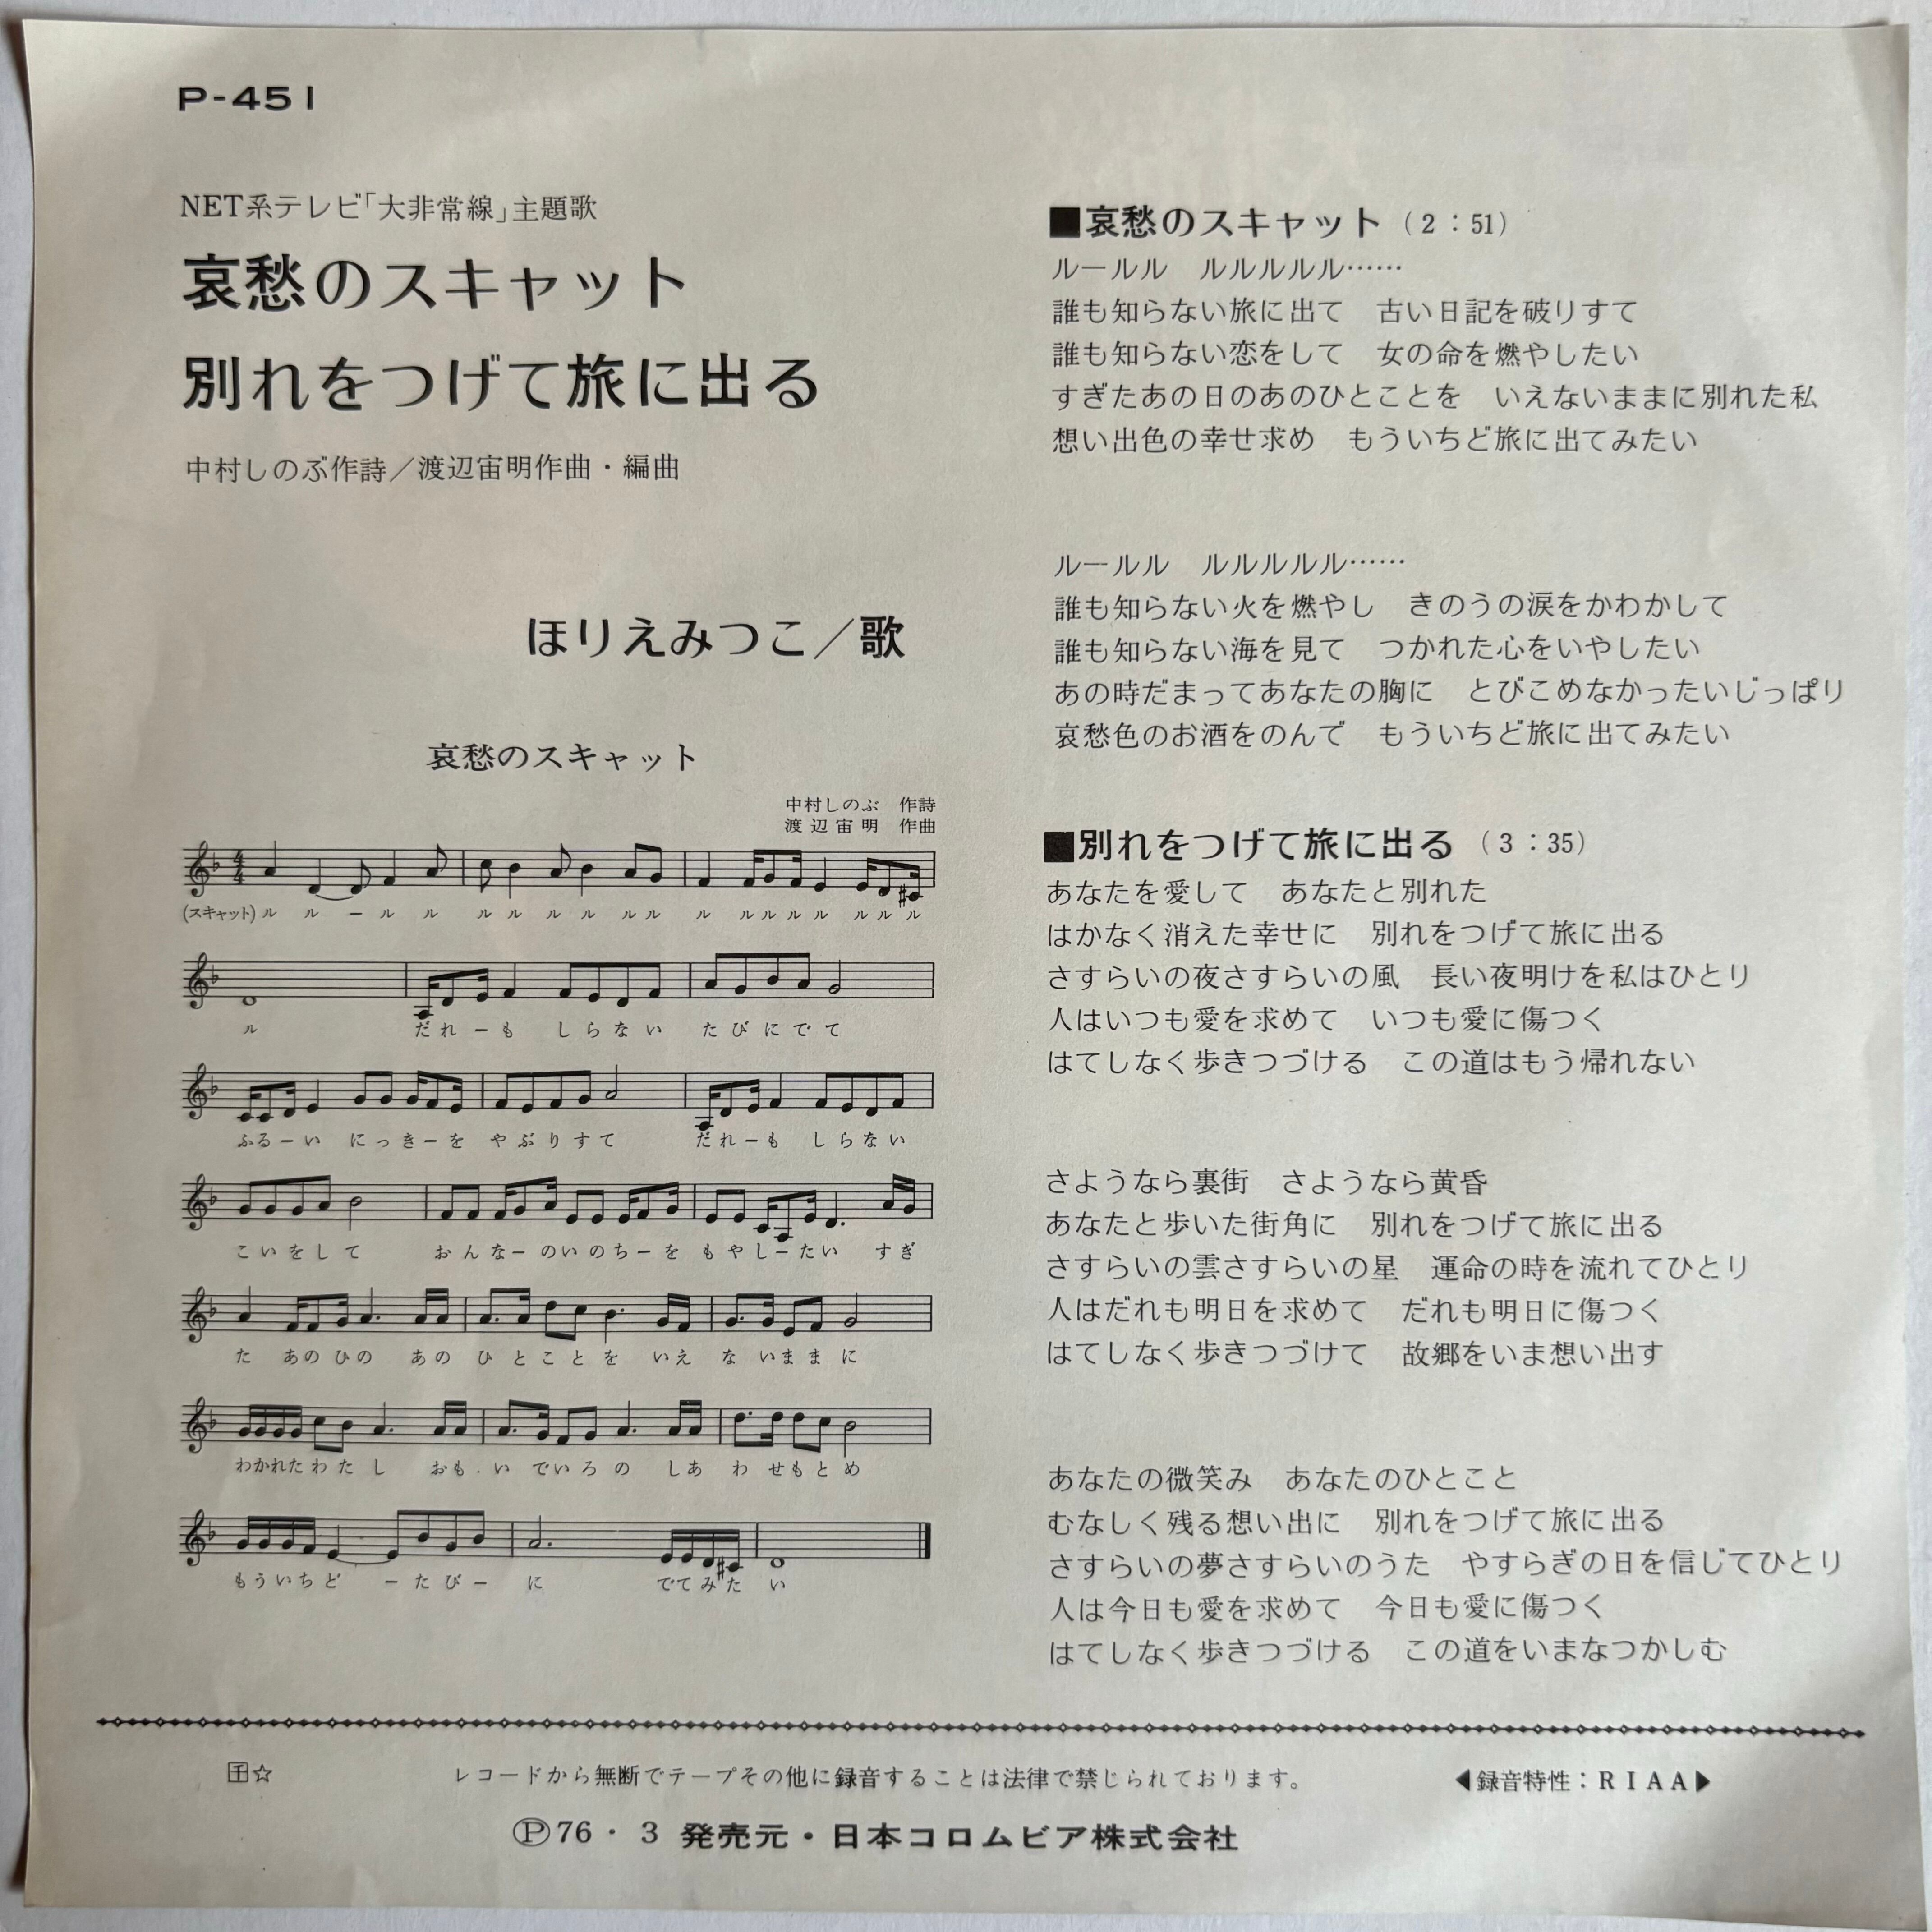 P-451
NET系テレビ「大非常線」主題歌
哀愁のスキャット
別れをつげて旅に出る
中村しのぶ作詩／渡辺宙明作曲・編曲
ほりえみつこ／歌
哀愁のスキャット
中村しのぶ 作詩
渡辺宙明 作曲
(スキャット)ル ル ー ル ル ル ル ル ル ル ル ル ル ル ル ル ル ル ル
ル だ れ ー も し ら な い た び に で て
ふ る ー い に っ き ー を や ぶ り す て だ れ ー も し ら な い
こ い を し て お ん な ー の い の ち ー を も や し ー た い す ぎ
た あ の ひ の あ の ひ と こ と を い え な い ま ま に
わ か れ た わ た し お も い で い ろ の し あ わ せ も と め
も う い ち ど ー た び ー に で て み た い
■哀愁のスキャット（2：51）
ルールル ルルルルル……
誰も知らない旅に出て 古い日記を破りすて
誰も知らない恋をして 女の命を燃やしたい
すぎたあの日のあのひとことを いえないままに別れた私
想い出色の幸せ求め もういちど旅に出てみたい
ルールル ルルルルル……
誰も知らない火を燃やし きのうの涙をかわかして
誰も知らない海を見て つかれた心をいやしたい
あの時だまってあなたの胸に とびこめなかったいじっぱり
哀愁色のお酒をのんで もういちど旅に出てみたい
■別れをつげて旅に出る（3：35）
あなたを愛して あなたと別れた
はかなく消えた幸せに 別れをつげて旅に出る
さすらいの夜さすらいの風 長い夜明けを私はひとり
人はいつも愛を求めて いつも愛に傷つく
はてしなく歩きつづける この道はもう帰れない
さようなら裏街 さようなら黄昏
あなたと歩いた街角に 別れをつげて旅に出る
さすらいの雲さすらいの星 運命の時を流れてひとり
人はだれも明日を求めて だれも明日に傷つく
はてしなく歩きつづけて 故郷をいま想い出す
あなたの微笑み あなたのひとこと
むなしく残る想い出に 別れをつげて旅に出る
さすらいの夢さすらいのうた やすらぎの日を信じてひとり
人は今日も愛を求めて 今日も愛に傷つく
はてしなく歩きつづける この道をいまなつかしむ
☆ レコードから無断でテープその他に録音することは法律で禁じられております。 ◀録音特性：RIAA▶
Ⓟ76・3 発売元・日本コロムビア株式会社